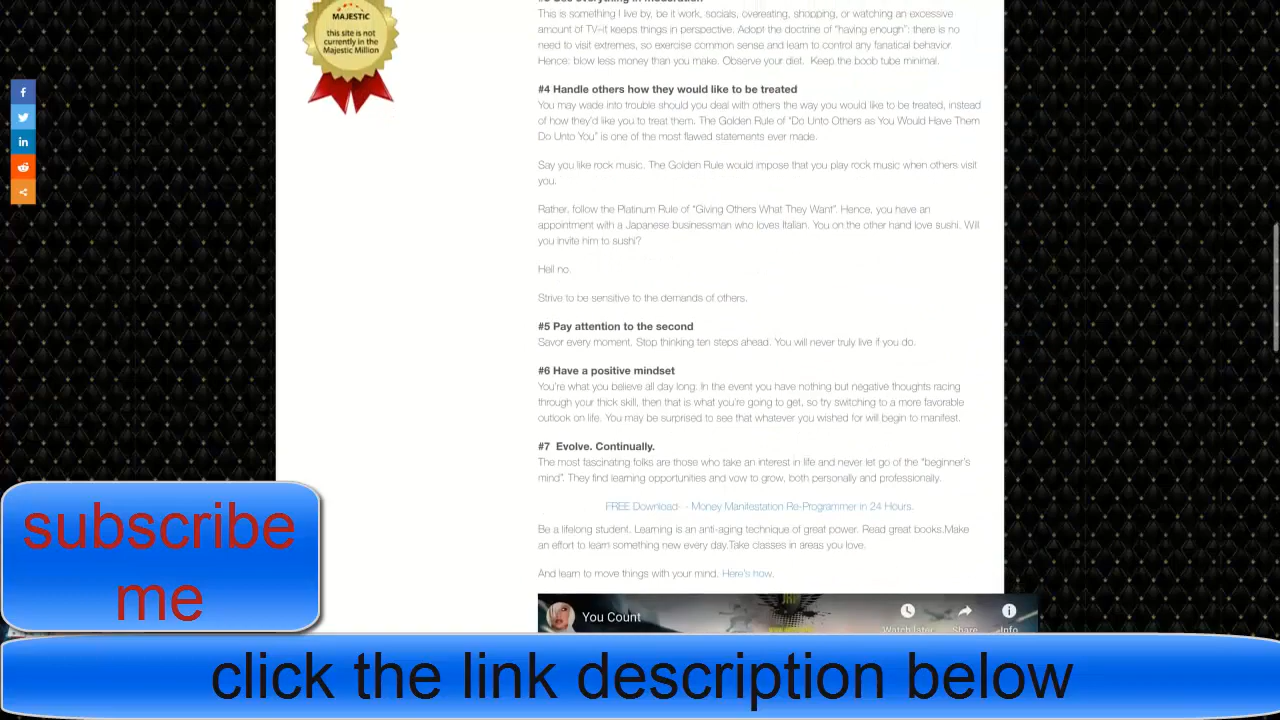 MAJESTIC
this site is not
currently in the
Majestic Million
This is something I live by, be it work, socials, overeating, shopping, or watching an excessive
amount of TV–it keeps things in perspective. Adopt the doctrine of “having enough”: there is no
need to visit extremes, so exercise common sense and learn to control any fanatical behavior.
Hence: blow less money than you make. Observe your diet. Keep the boob tube minimal.
#4 Handle others how they would like to be treated
You may wade into trouble should you deal with others the way you would like to be treated, instead
of how they’d like you to treat them. The Golden Rule of “Do Unto Others as You Would Have Them
Do Unto You” is one of the most flawed statements ever made.
Say you like rock music. The Golden Rule would impose that you play rock music when others visit
you.
Rather, follow the Platinum Rule of “Giving Others What They Want”. Hence, you have an
appointment with a Japanese businessman who loves Italian. You on the other hand love sushi. Will
you invite him to sushi?
Hell no.
Strive to be sensitive to the demands of others.
#5 Pay attention to the second
Savor every moment. Stop thinking ten steps ahead. You will never truly live if you do.
#6 Have a positive mindset
You’re what you believe all day long. In the event you have nothing but negative thoughts racing
through your thick skill, then that is what you’re going to get, so try switching to a more favorable
outlook on life. You may be surprised to see that whatever you wished for will begin to manifest.
#7 Evolve. Continually.
The most fascinating folks are those who take an interest in life and never let go of the “beginner’s
mind”. They find learning opportunities and vow to grow, both personally and professionally.
FREE Download- - Money Manifestation Re-Programmer in 24 Hours.
Be a lifelong student. Learning is an anti-aging technique of great power. Read great books.Make
an effort to learn something new every day.Take classes in areas you love.
And learn to move things with your mind. Here’s how.
You Count
Watch later Share Info
subscribe
me
click the link description below